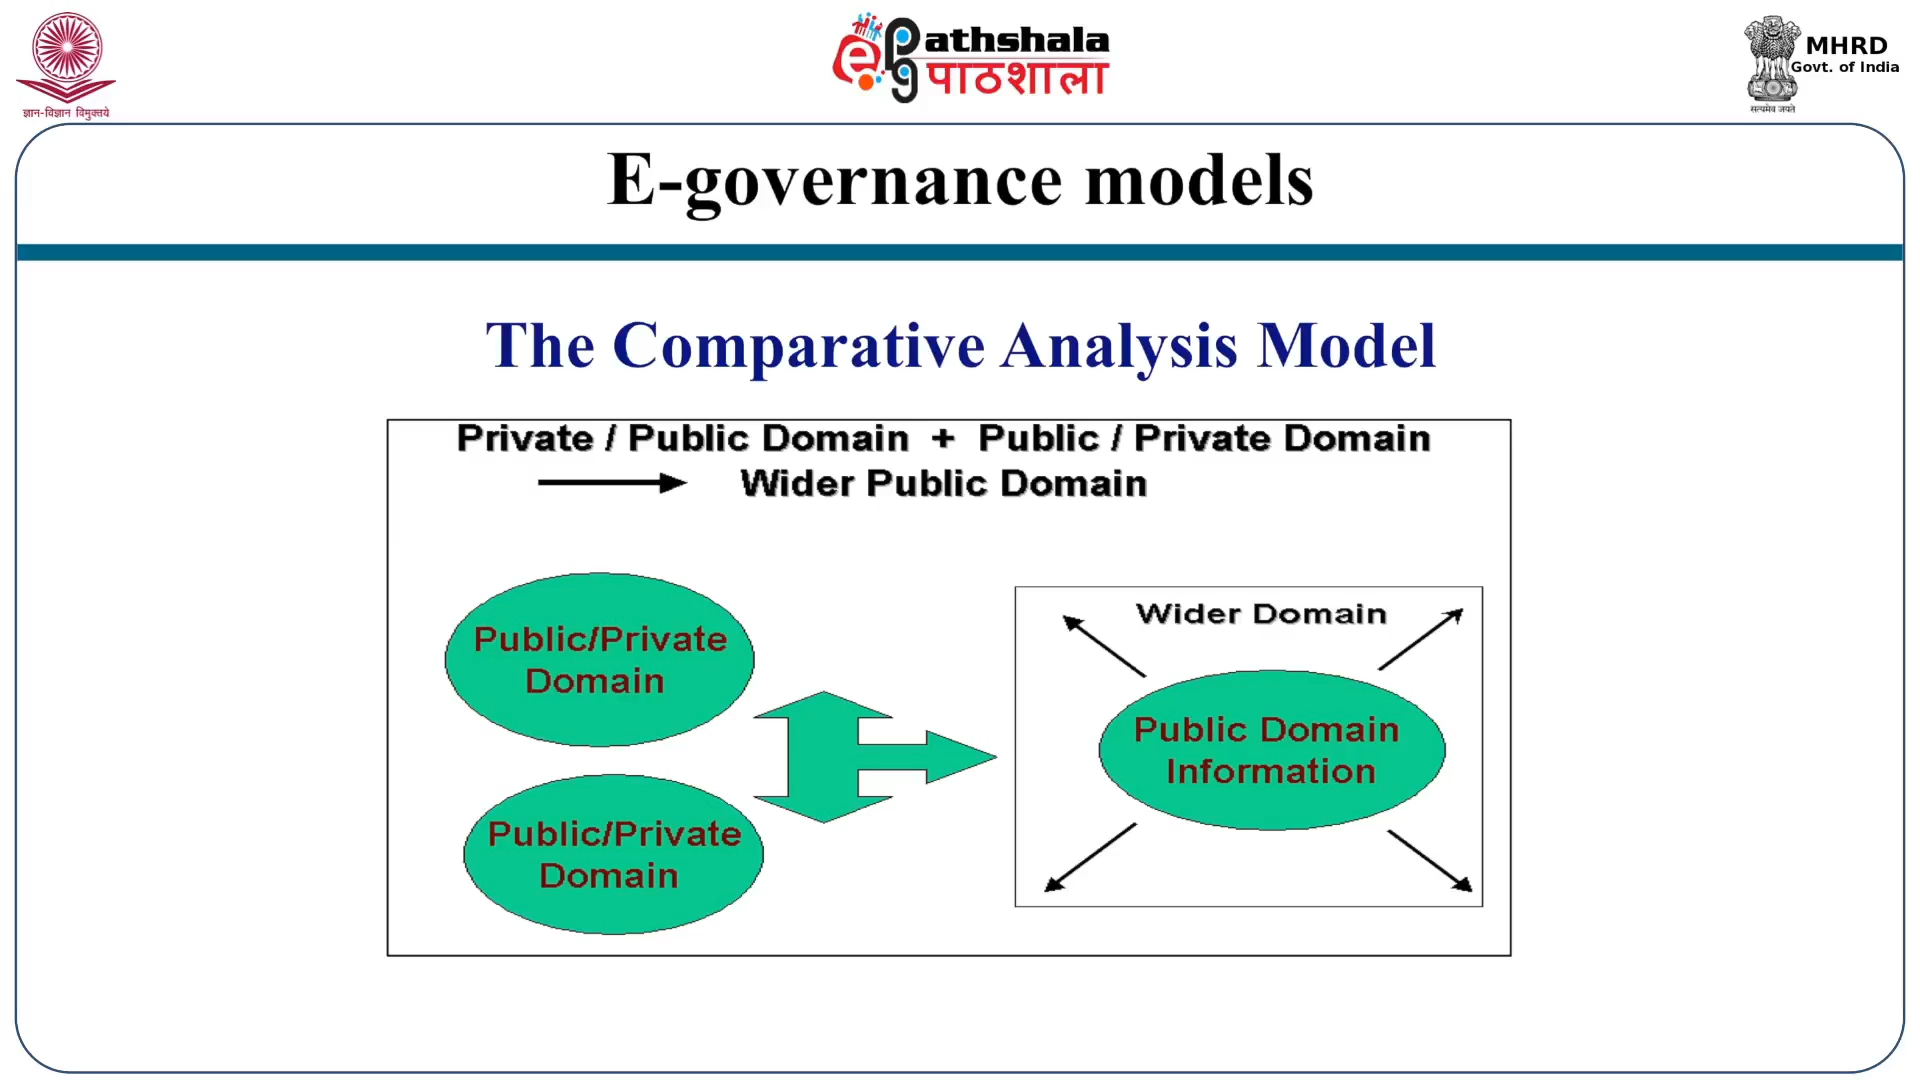 ज्ञान-विज्ञान विमुक्तये
e Pathshala
पाठशाला
MHRD
Govt. of India
सत्यमेव जयते
E-governance models
The Comparative Analysis Model
Private / Public Domain + Public / Private Domain
Wider Public Domain
Public/Private
Domain
Public/Private
Domain
Wider Domain
Public Domain
Information